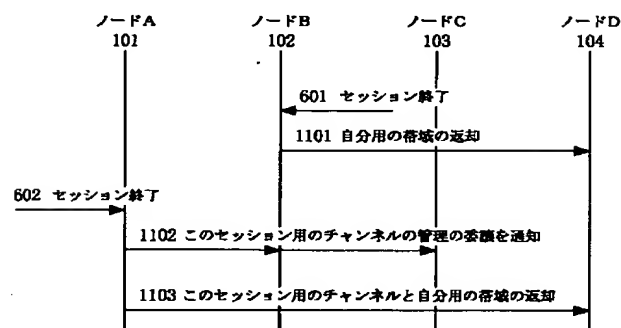 ノードA ノードB ノードC ノードD
101 102 103 104
601 セッション終了
1101 自分用の帯域の返却
602 セッション終了
1102 このセッション用のチャンネルの管理の委譲を通知
1103 このセッション用のチャンネルと自分用の帯域の返却